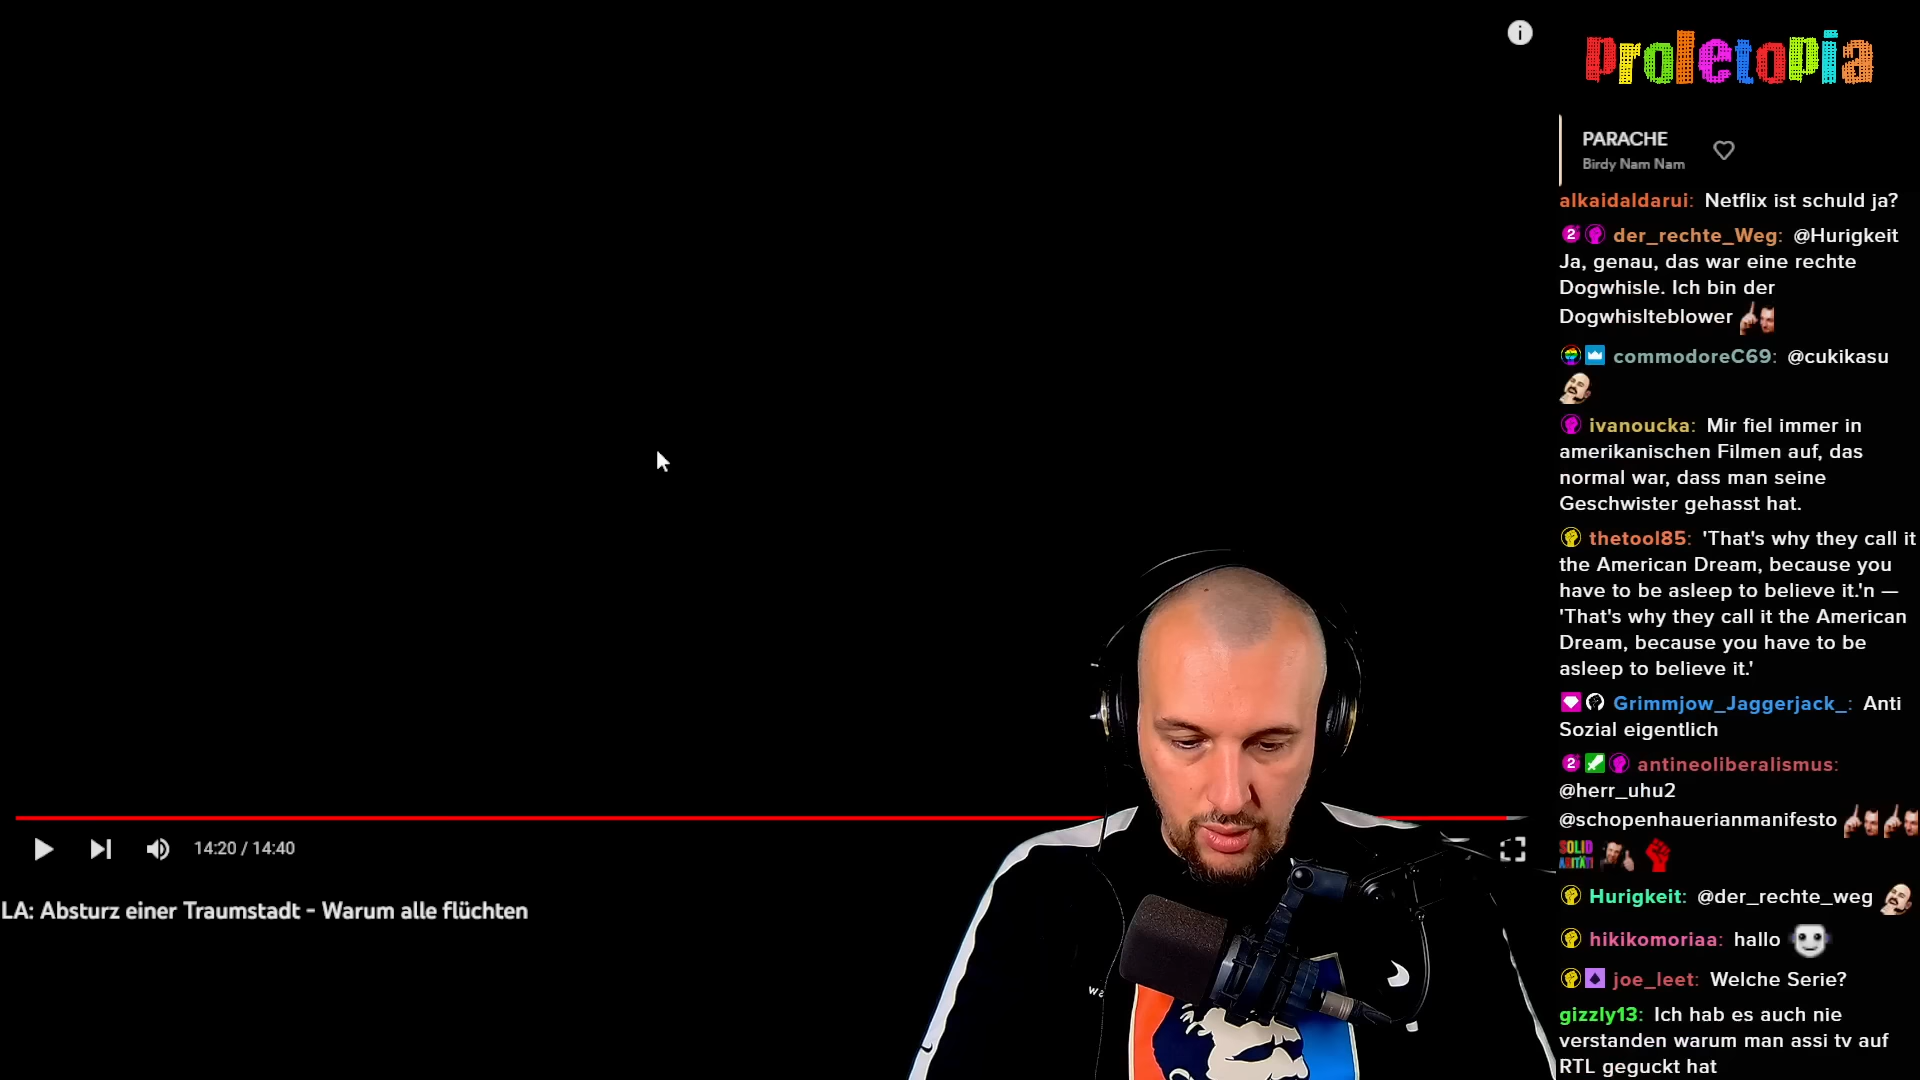 Proletopia
PARACHE
Birdy Nam Nam
alkaidaldarui: Netflix ist schuld ja?
2 der_rechte_Weg: @Hurigkeit
Ja, genau, das war eine rechte
Dogwhisle. Ich bin der
Dogwhislteblower
commodoreC69: @cukikasu
ivanoucka: Mir fiel immer in
amerikanischen Filmen auf, das
normal war, dass man seine
Geschwister gehasst hat.
thetool85: 'That's why they call it
the American Dream, because you
have to be asleep to believe it.'n —
'That's why they call it the American
Dream, because you have to be
asleep to believe it.'
Grimmjow_Jaggerjack_: Anti
Sozial eigentlich
2 antineoliberalismus:
@herr_uhu2
@schopenhauerianmanifesto
SOLID
ARITÄT!
Hurigkeit: @der_rechte_weg
hikikomoriaa: hallo
joe_leet: Welche Serie?
gizzly13: Ich hab es auch nie
verstanden warum man assi tv auf
RTL geguckt hat
14:20 / 14:40
LA: Absturz einer Traumstadt - Warum alle flüchten